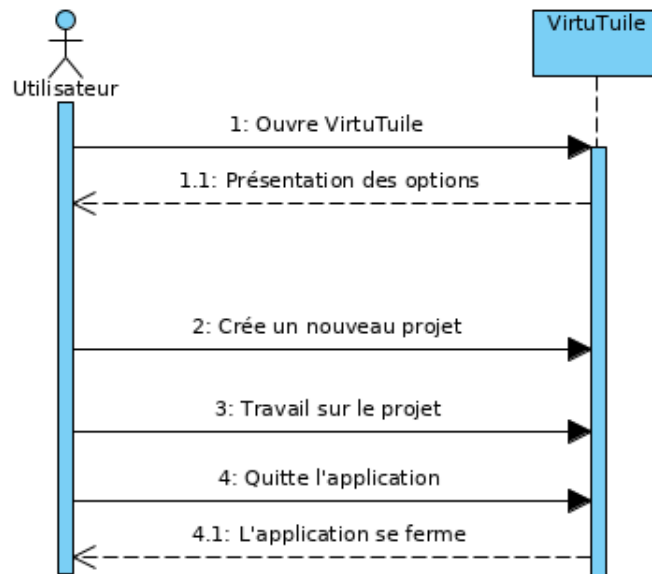 VirtuTuile
Utilisateur
1: Ouvre VirtuTuile
1.1: Présentation des options
2: Crée un nouveau projet
3: Travail sur le projet
4: Quitte l'application
4.1: L'application se ferme